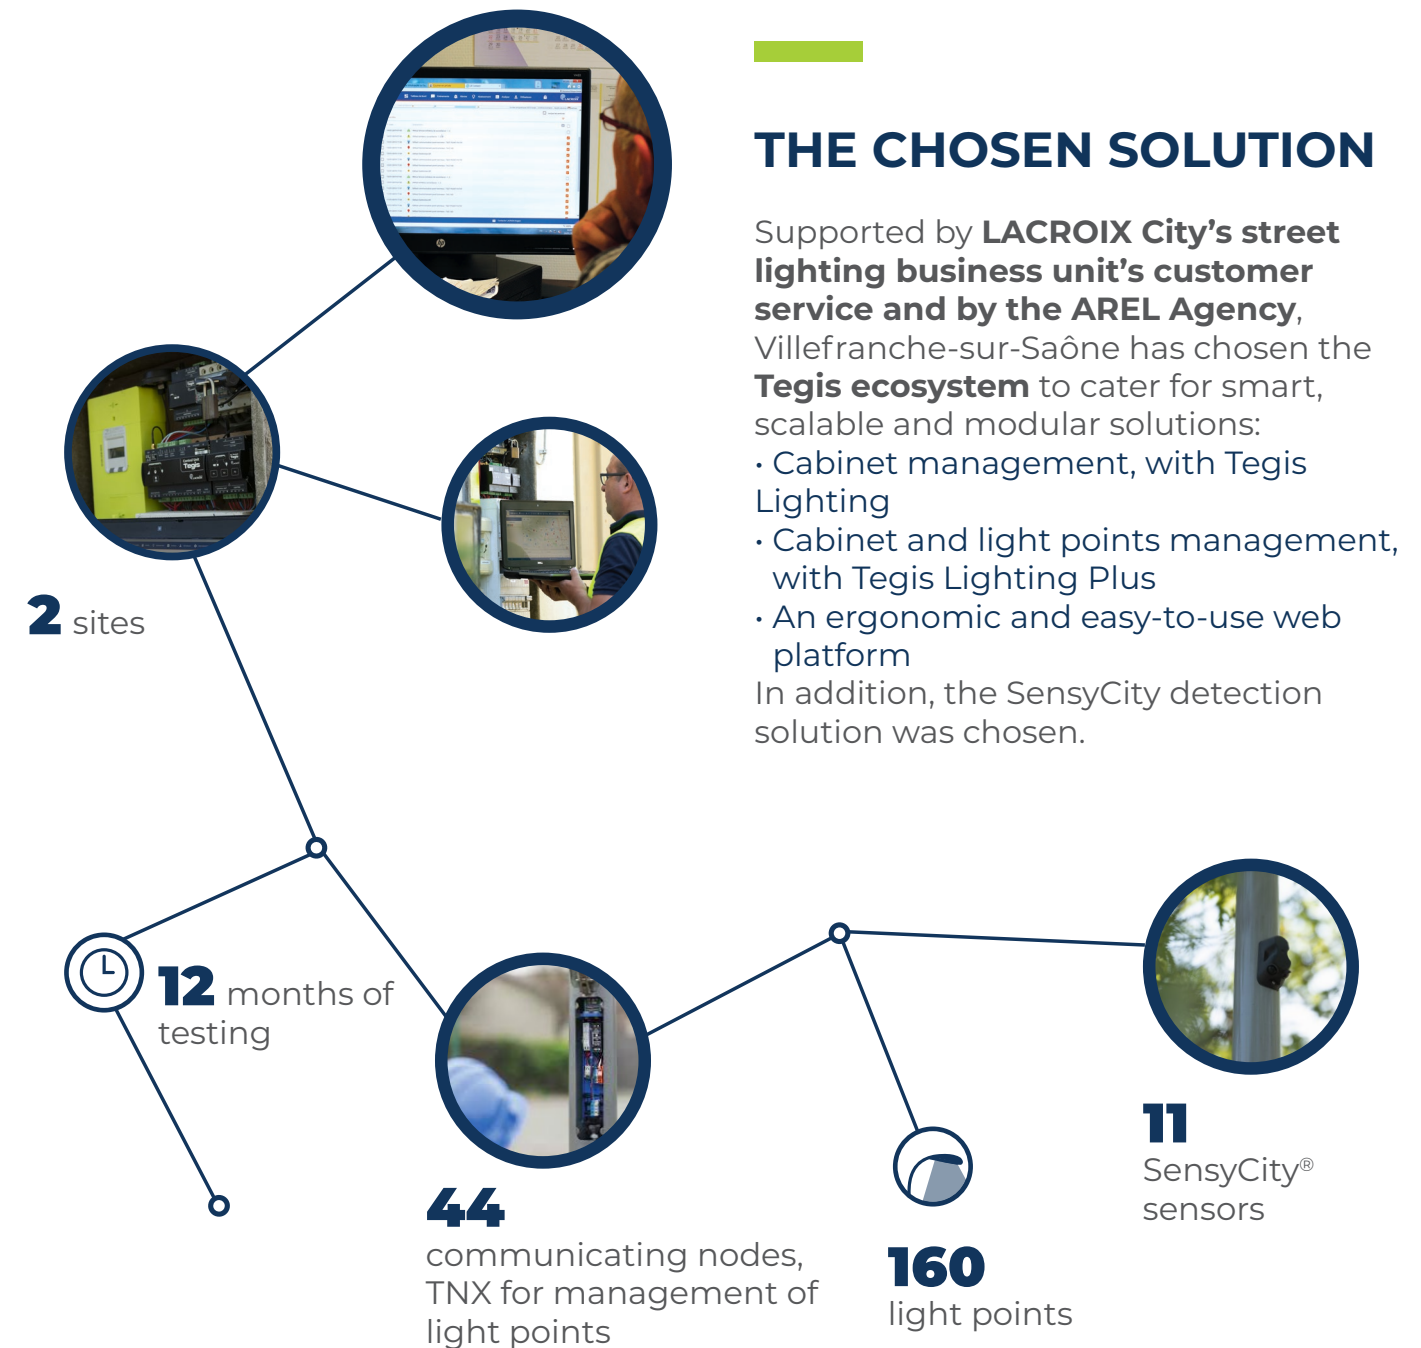 THE CHOSEN SOLUTION
Supported by LACROIX City’s street
lighting business unit’s customer
service and by the AREL Agency,
Villefranche-sur-Saône has chosen the
Tegis ecosystem to cater for smart,
scalable and modular solutions:
• Cabinet management, with Tegis
Lighting
• Cabinet and light points management,
with Tegis Lighting Plus
• An ergonomic and easy-to-use web
platform
In addition, the SensyCity detection
solution was chosen.
Tegis
hp
2 sites
12 months of
testing
44
communicating nodes,
TNX for management of
light points
160
light points
11
SensyCity®
sensors